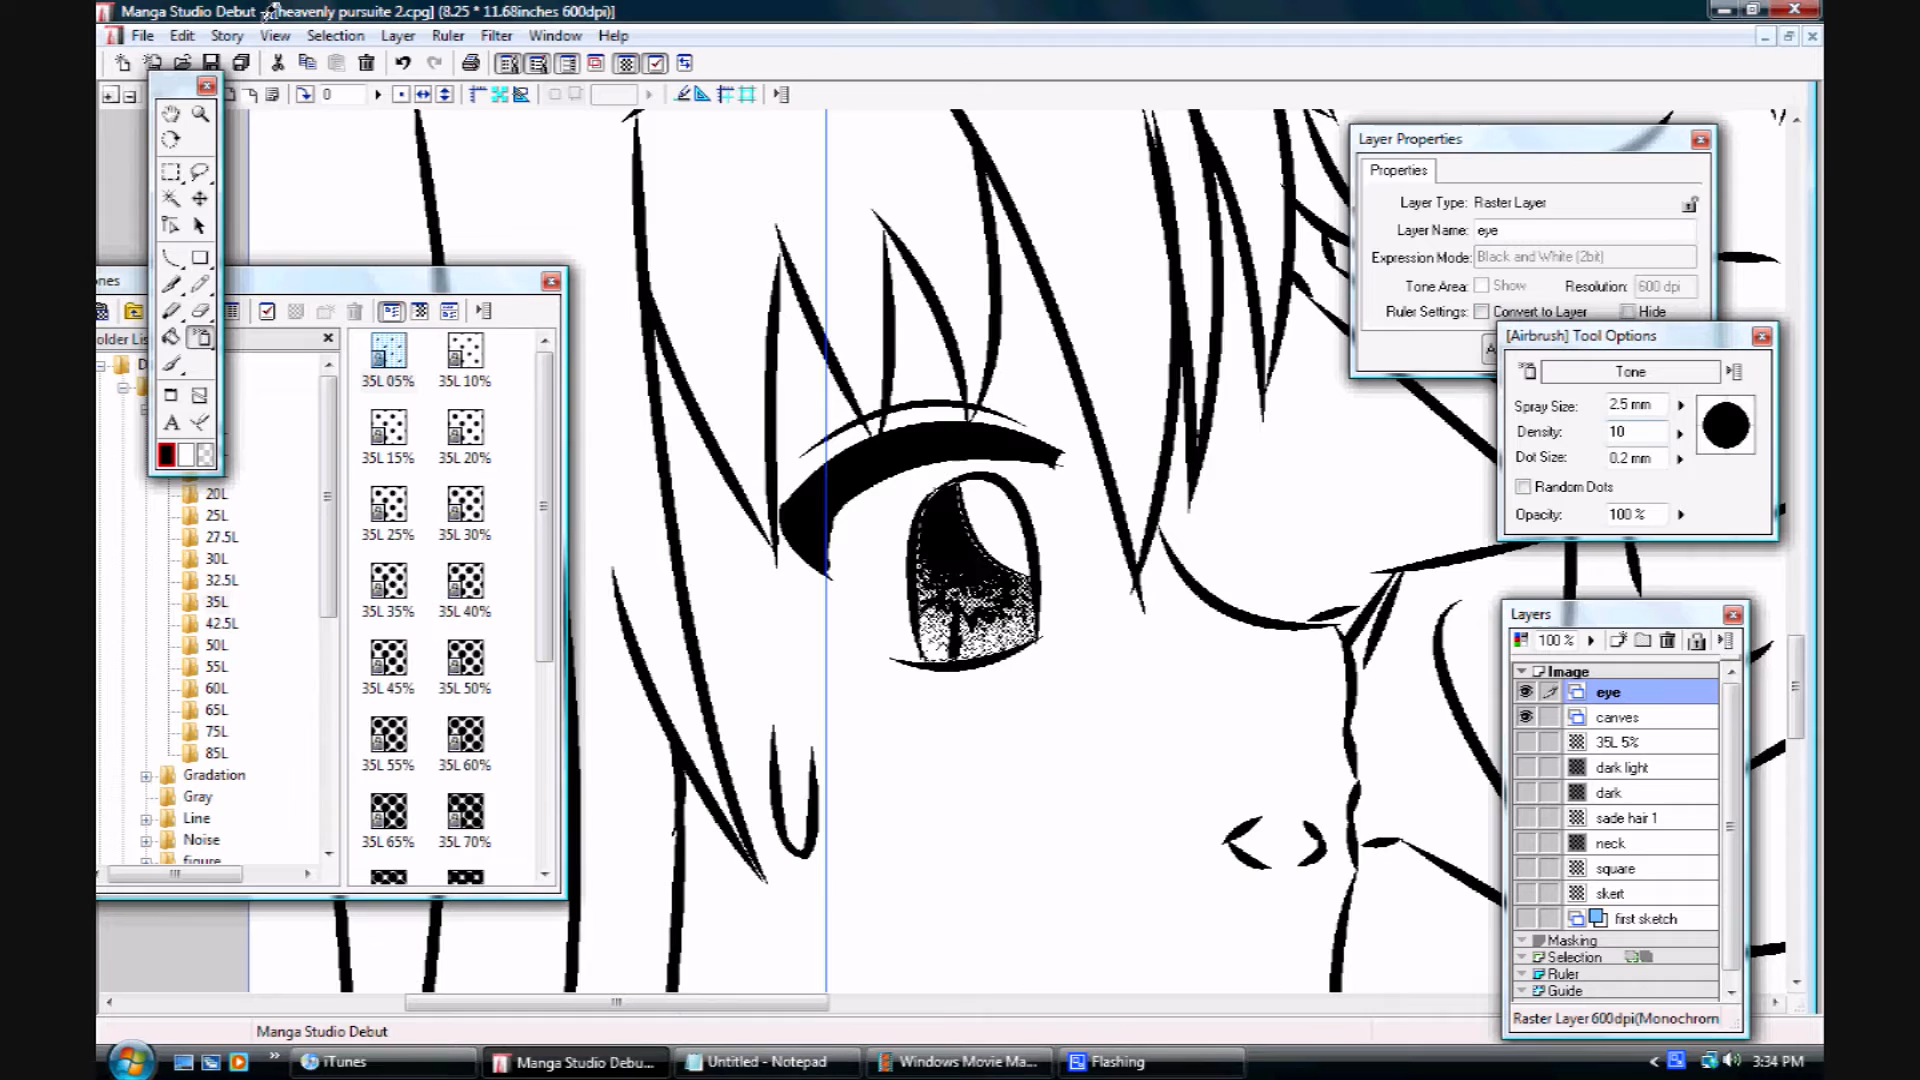 Manga Studio Debut - [heavenly pursuite 2.cpg] (8.25 * 11.68inches 600dpi)]
File Edit Story View Selection Layer Ruler Filter Window Help
0
Layer Properties
Properties
Layer Type: Raster Layer
Layer Name: eye
Expression Mode: Black and White (2bit)
Tone Area: Show Resolution: 600 dpi
Ruler Settings: Convert to Layer Hide
[Airbrush] Tool Options
Tone
Spray Size: 2.5 mm
Density: 10
Dot Size: 0.2 mm
Random Dots
Opacity: 100 %
Layers
100 %
Image
eye
canves
35L 5%
dark light
dark
sade hair 1
neck
square
skert
first sketch
Masking
Selection
Ruler
Guide
Raster Layer 600dpi(Monochrom
ones
older Lis
D
20L
25L
27.5L
30L
32.5L
35L
42.5L
50L
55L
60L
65L
75L
85L
Gradation
Gray
Line
Noise
figure
35L 05% 35L 10%
35L 15% 35L 20%
35L 25% 35L 30%
35L 35% 35L 40%
35L 45% 35L 50%
35L 55% 35L 60%
35L 65% 35L 70%
A
Manga Studio Debut
iTunes
Manga Studio Debu...
Untitled - Notepad
Windows Movie Ma...
Flashing
3:34 PM